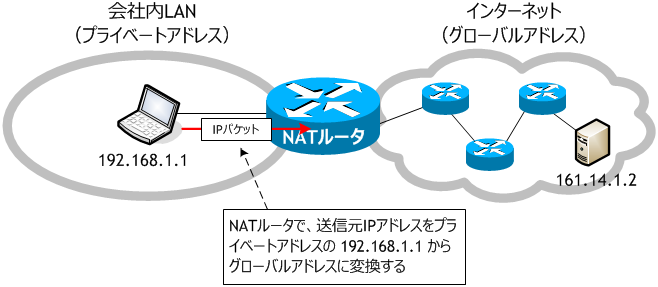 会社内LAN
（プライベートアドレス）
インターネット
（グローバルアドレス）
IPパケット
NATルータ
192.168.1.1
161.14.1.2
NATルータで、送信元IPアドレスをプラ
イベートアドレスの 192.168.1.1 から
グローバルアドレスに変換する